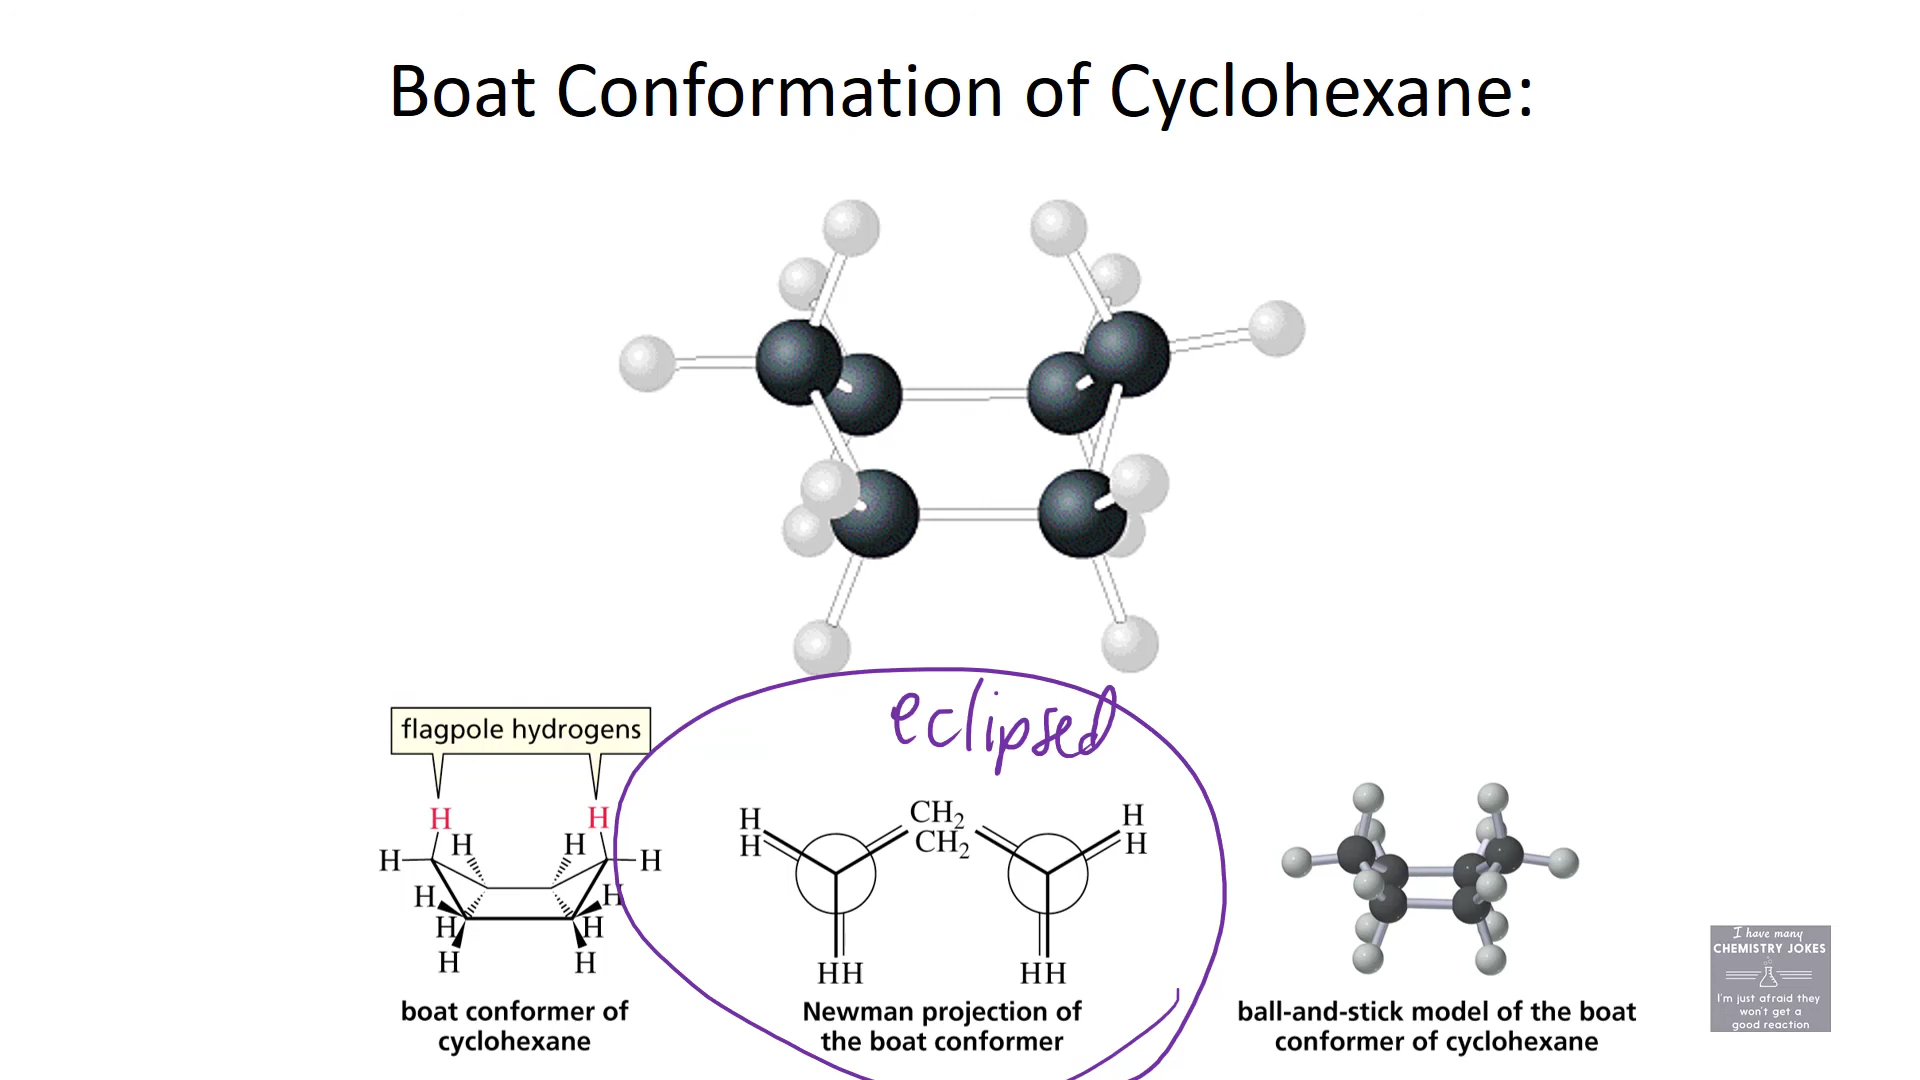 Boat Conformation of Cyclohexane:
eclipsed
flagpole hydrogens
H H
H H H H
H H
H H
H H
boat conformer of
cyclohexane
H CH₂ H
H CH₂ H
HH HH
Newman projection of
the boat conformer
ball-and-stick model of the boat
conformer of cyclohexane
I have many
CHEMISTRY JOKES
I'm just afraid they
won't get a
good reaction